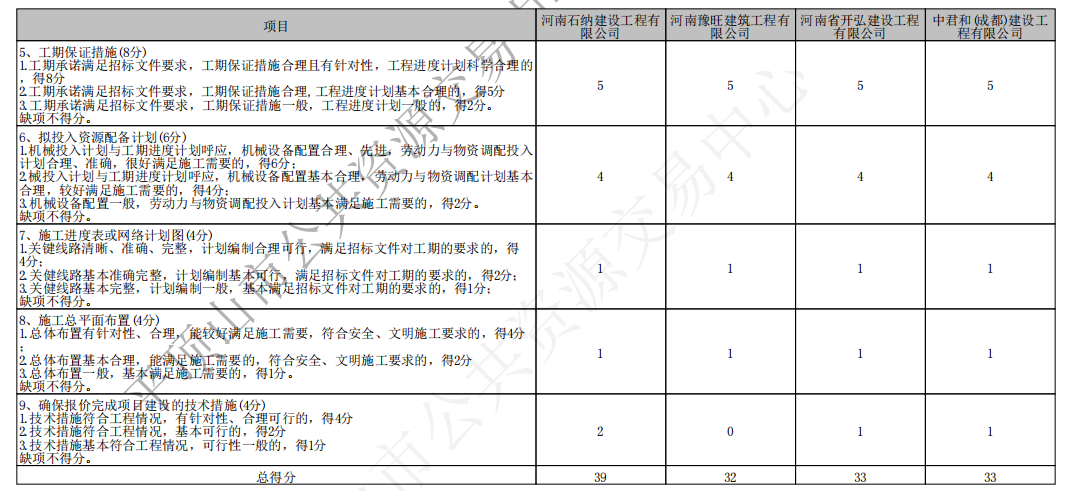 项目
河南石纳建设工程有
限公司
河南豫旺建筑工程有
限公司
河南省开弘建设工程
有限公司
中君和(成都)建设工
程有限公司
5、工期保证措施(8分)
1.工期承诺满足招标文件要求，工期保证措施合理且有针对性，工程进度计划科学合理的
，得8分
2.工期承诺满足招标文件要求，工期保证措施合理,工程进度计划基本合理的，得5分
3.工期承诺满足招标文件要求，工期保证措施一般，工程进度计划一般的，得2分。
缺项不得分。
5 5 5 5
6、拟投入资源配备计划(6分)
1.机械投入计划与工期进度计划呼应，机械设备配置合理、先进，劳动力与物资调配投入
计划合理、准确，很好满足施工需要的，得6分；
2.械投入计划与工期进度计划呼应，机械设备配置基本合理，劳动力与物资调配计划基本
合理，较好满足施工需要的，得4分；
3.机械设备配置一般，劳动力与物资调配投入计划基本满足施工需要的，得2分。
缺项不得分。
4 4 4 4
7、施工进度表或网络计划图(4分)
1.关键线路清晰、准确、完整，计划编制合理可行，满足招标文件对工期的要求的，得
4分；
2.关健线路基本准确完整，计划编制基本可行，满足招标文件对工期的要求的，得2分；
3.关健线路基本完整，计划编制一般，基本满足招标文件对工期的要求的，得1分；
缺项不得分。
1 1 1 1
8、施工总平面布置(4分)
1.总体布置有针对性、合理，能较好满足施工需要，符合安全、文明施工要求的，得4分
；
2.总体布置基本合理，能满足施工需要的，符合安全、文明施工要求的，得2分
3.总体布置一般，基本满足施工需要的，得1分。
缺项不得分。
1 1 1 1
9、确保报价完成项目建设的技术措施(4分)
1.技术措施符合工程情况，有针对性、合理可行的，得4分
2.技术措施符合工程情况，基本可行的，得2分
3.技术措施基本符合工程情况，可行性一般的，得1分
缺项不得分。
2 0 1 1
总得分 39 32 33 33
平顶山市公共资源交易中
市公共资源交易中心